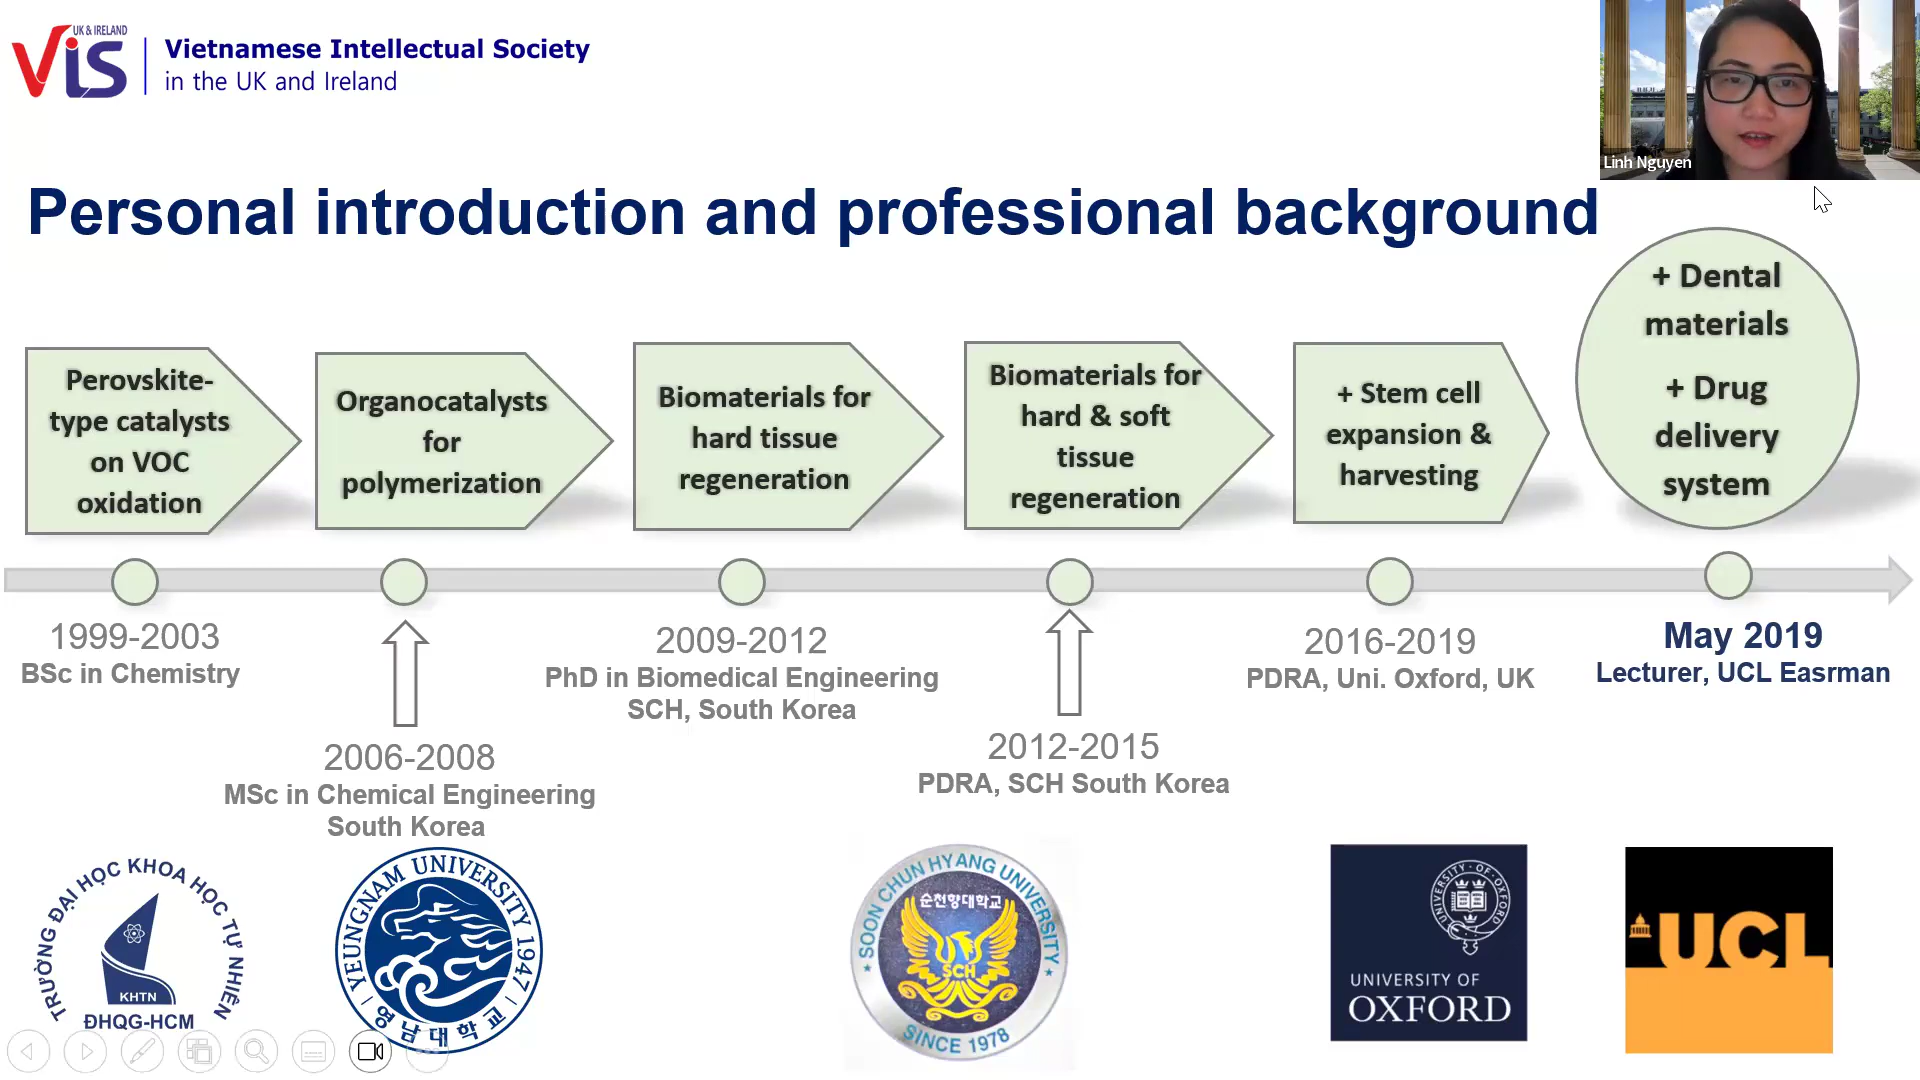 UK & IRELAND
VIS
Vietnamese Intellectual Society
in the UK and Ireland
Linh Nguyen
Personal introduction and professional background
Perovskite-
type catalysts
on VOC
oxidation
Organocatalysts
for
polymerization
Biomaterials for
hard tissue
regeneration
Biomaterials for
hard & soft
tissue
regeneration
+ Stem cell
expansion &
harvesting
+ Dental
materials
+ Drug
delivery
system
1999-2003
BSc in Chemistry
2006-2008
MSc in Chemical Engineering
South Korea
2009-2012
PhD in Biomedical Engineering
SCH, South Korea
2012-2015
PDRA, SCH South Korea
2016-2019
PDRA, Uni. Oxford, UK
May 2019
Lecturer, UCL Easrman
TRƯỜNG ĐẠI HỌC KHOA HỌC TỰ NHIÊN
KHTN
ĐHQG-HCM
YEUNGNAM UNIVERSITY 1947
영남대학교
SOON CHUN HYANG UNIVERSITY
순천향대학교
SCH
SINCE 1978
UNIVERSITY OF OXFORD
UNIVERSITY OF
OXFORD
UCL